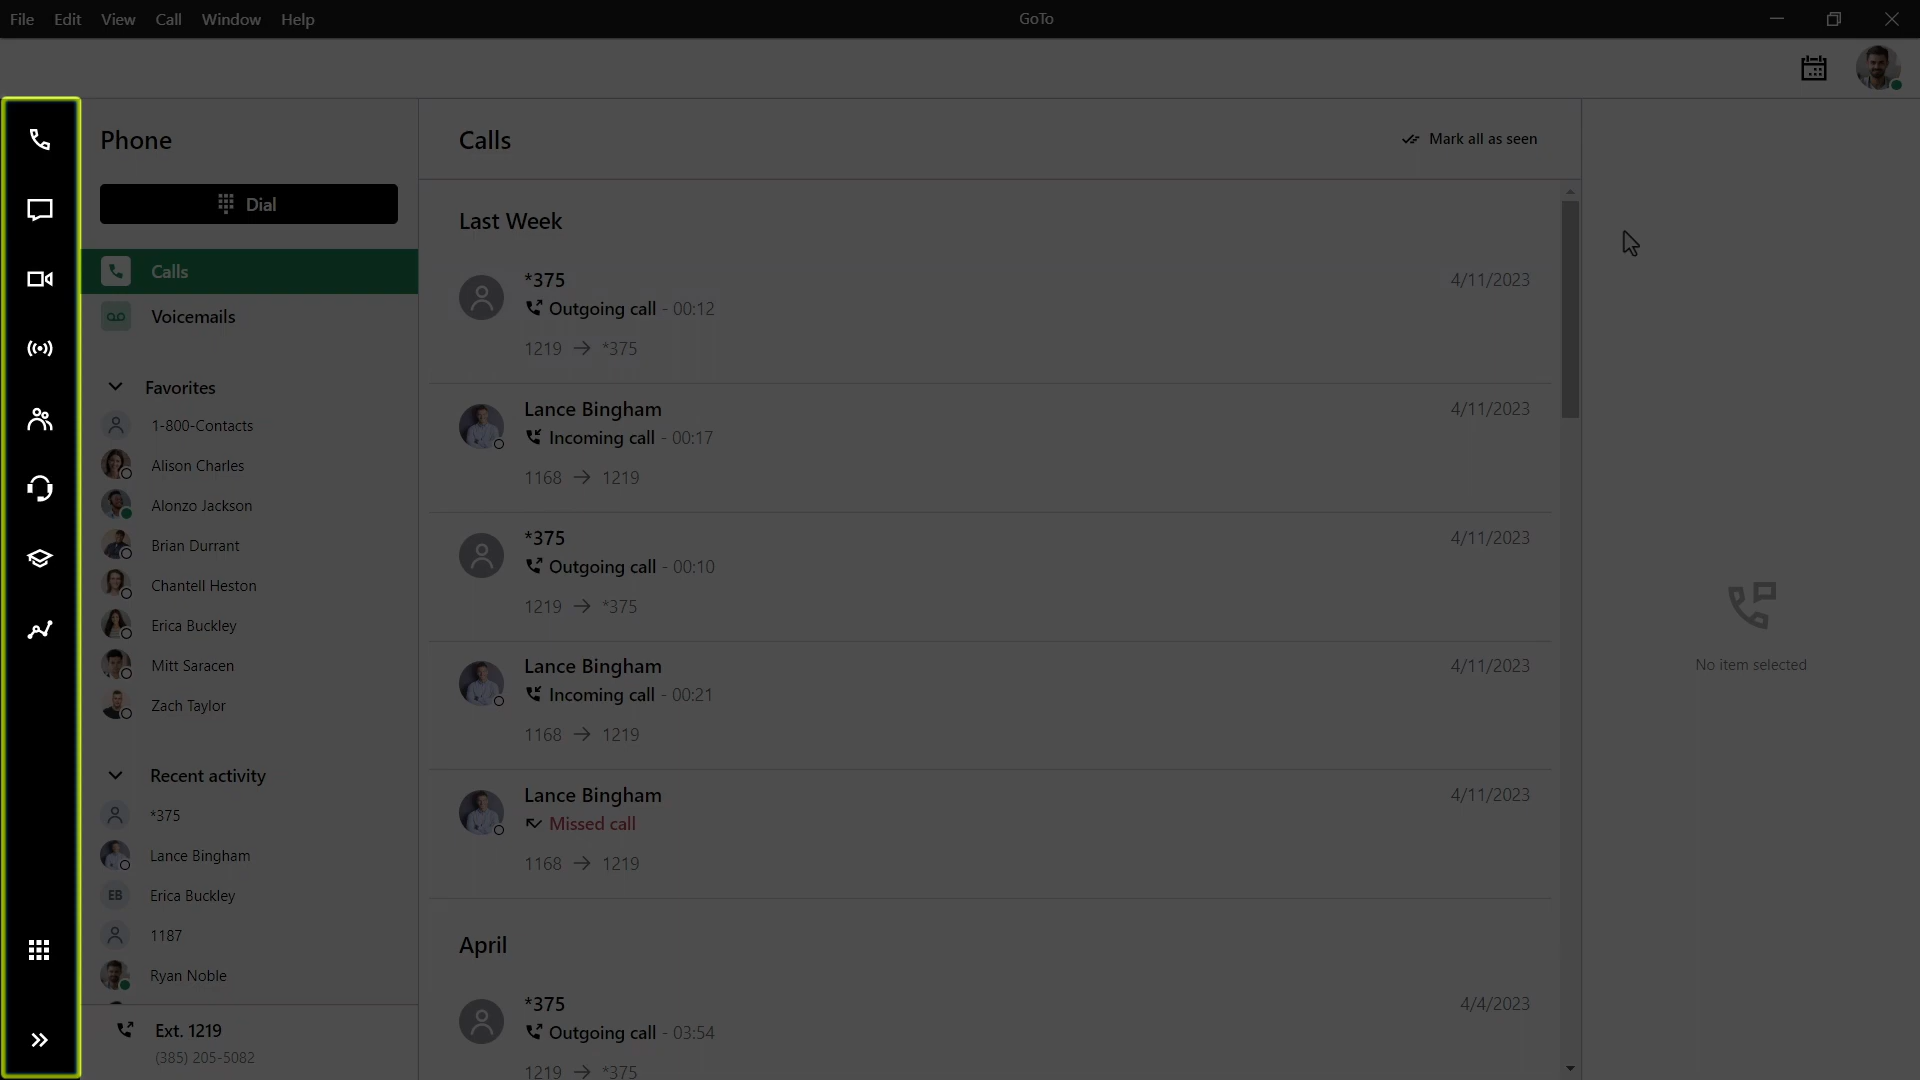 File Edit View Call Window Help
GoTo
Phone
Dial
Calls
Voicemails
Favorites
1-800-Contacts
Alison Charles
Alonzo Jackson
Brian Durrant
Chantell Heston
Erica Buckley
Mitt Saracen
Zach Taylor
Recent activity
*375
Lance Bingham
EB Erica Buckley
1187
Ryan Noble
Ext. 1219
(385) 205-5082
Calls
Mark all as seen
Last Week
*375 4/11/2023
Outgoing call - 00:12
1219 → *375
Lance Bingham 4/11/2023
Incoming call - 00:17
1168 → 1219
*375 4/11/2023
Outgoing call - 00:10
1219 → *375
Lance Bingham 4/11/2023
Incoming call - 00:21
1168 → 1219
Lance Bingham 4/11/2023
Missed call
1168 → 1219
April
*375 4/4/2023
Outgoing call - 03:54
1219 → *375
No item selected